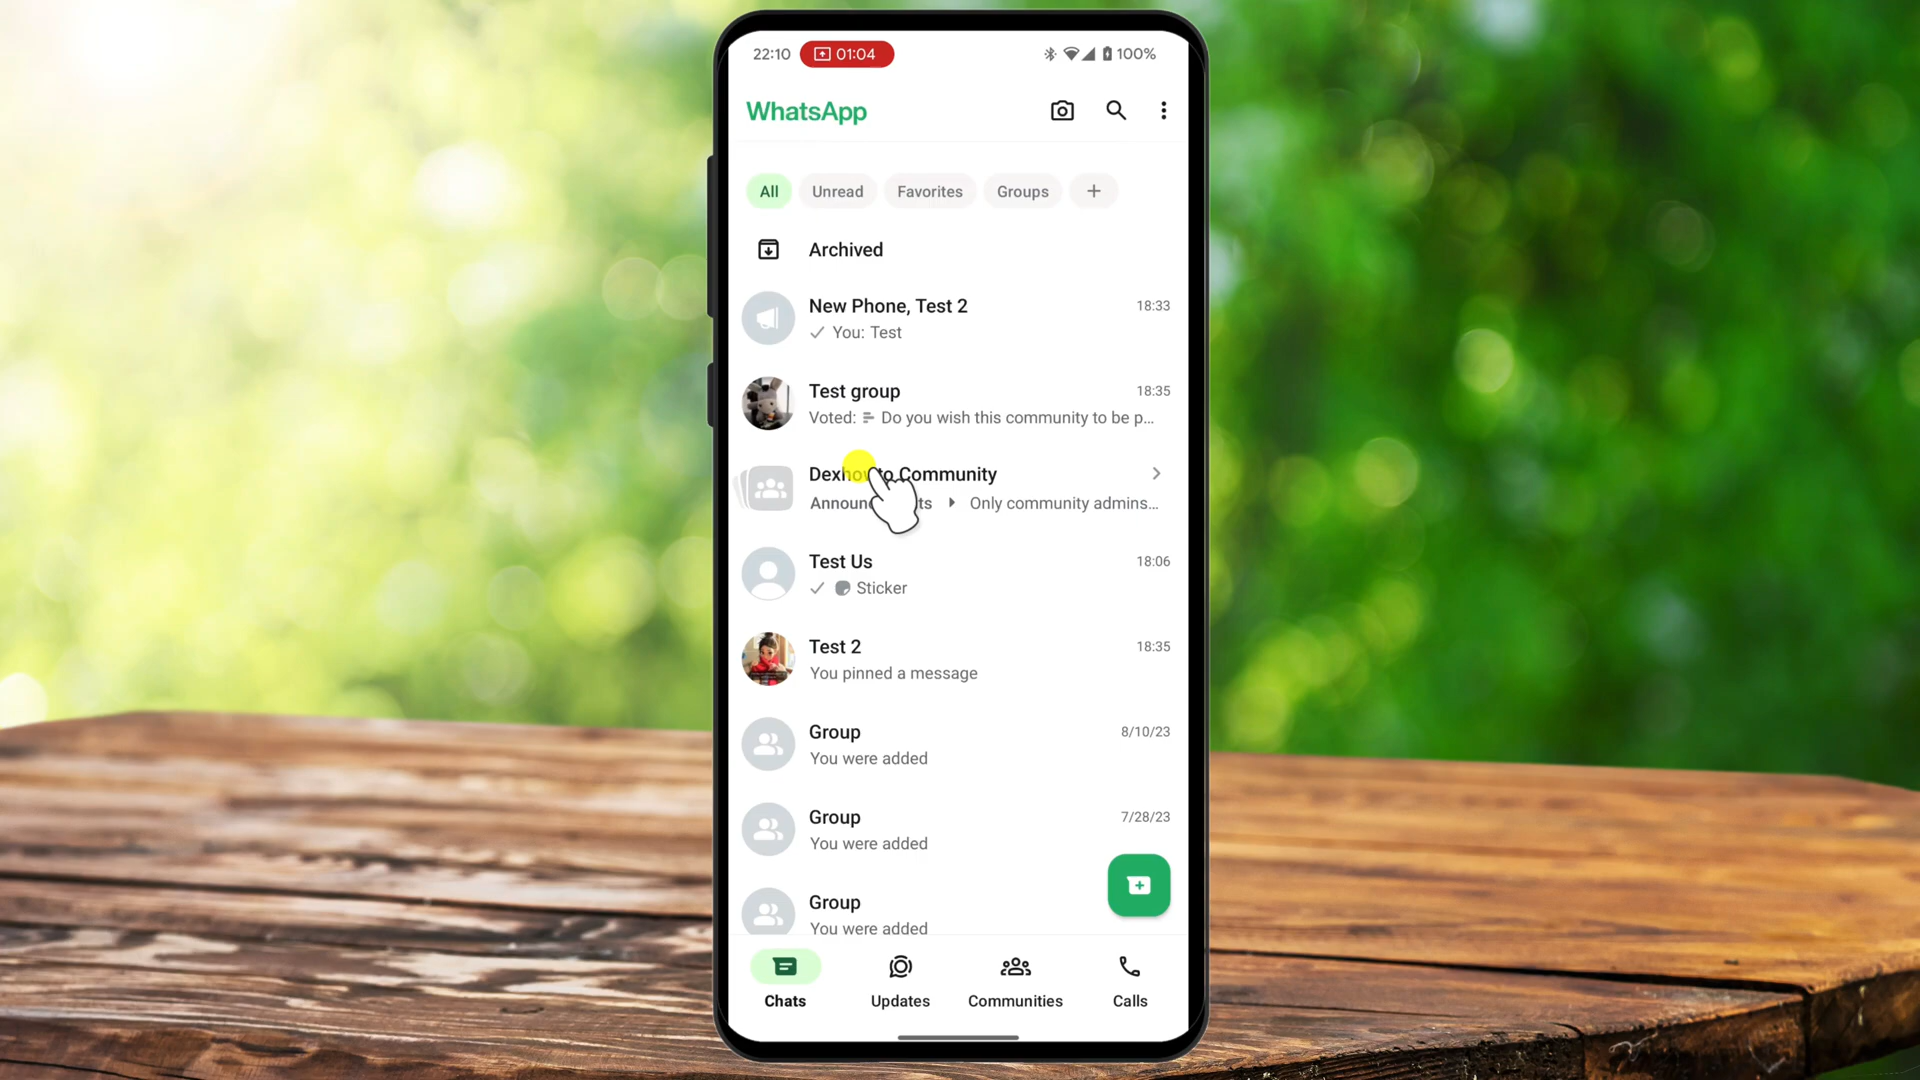 22:10 01:04 100%
WhatsApp
All Unread Favorites Groups +
Archived
New Phone, Test 2 18:33
You: Test
Test group 18:35
Voted: Do you wish this community to be p...
Community
Only community admins...
Test Us 18:06
Sticker
Test 2 18:35
You pinned a message
Group 8/10/23
You were added
Group 7/28/23
You were added
Group
You were added
Chats Updates Communities Calls